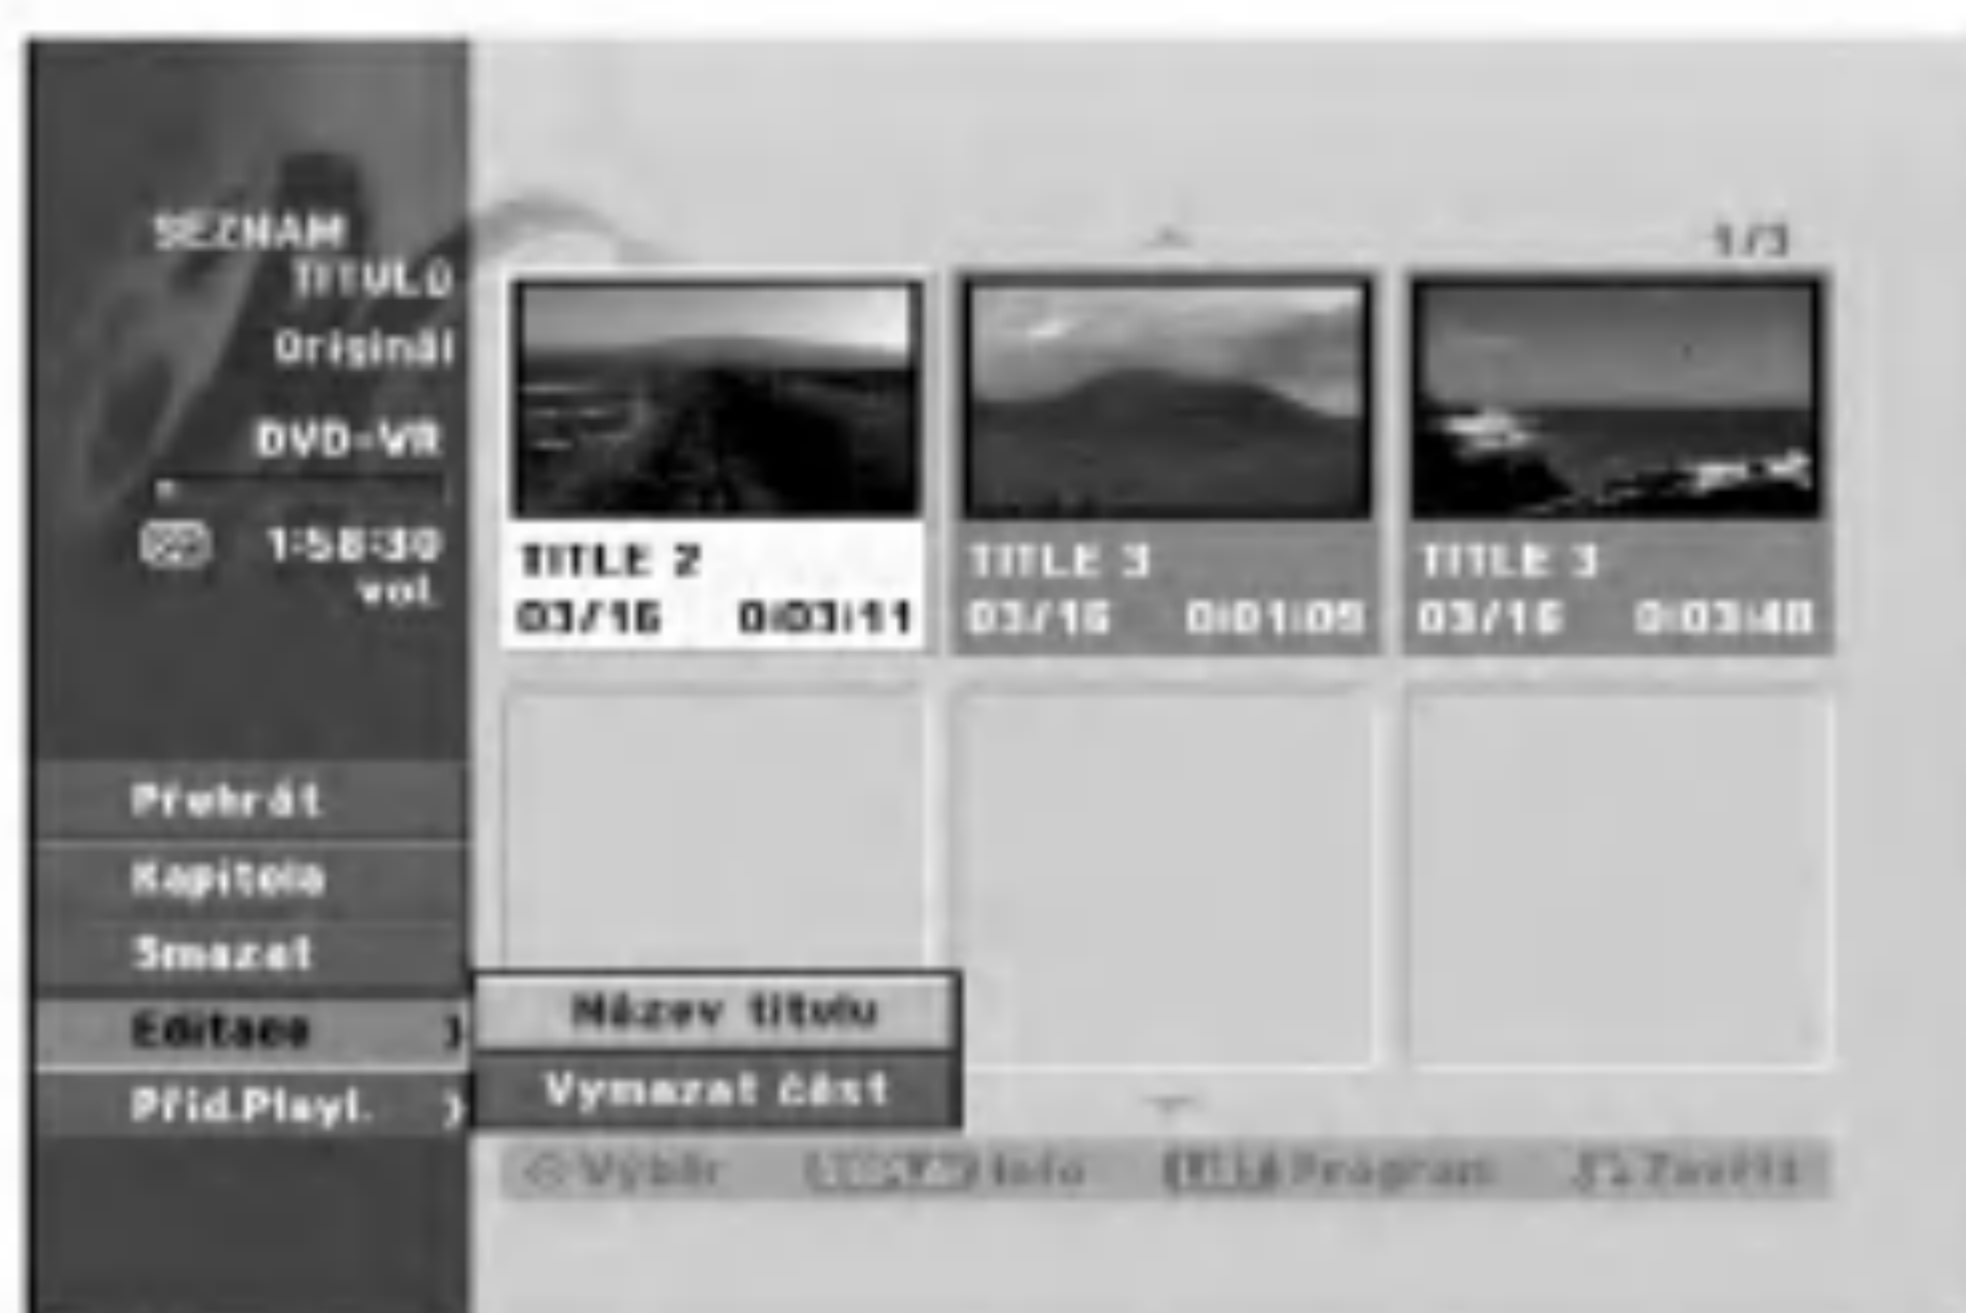 SEZNAM
TITULŮ
Originál
DVD-VR
1:58:30
vol.
1/3
TITLE 2
03/16 0:03:11
TITLE 3
03/16 0:01:05
TITLE 3
03/16 0:03:48
Přehrát
Kapitola
Smazat
Editace
Název titulu
Vymazat část
Přid.Playl.
Výběr Info Program Zavřít